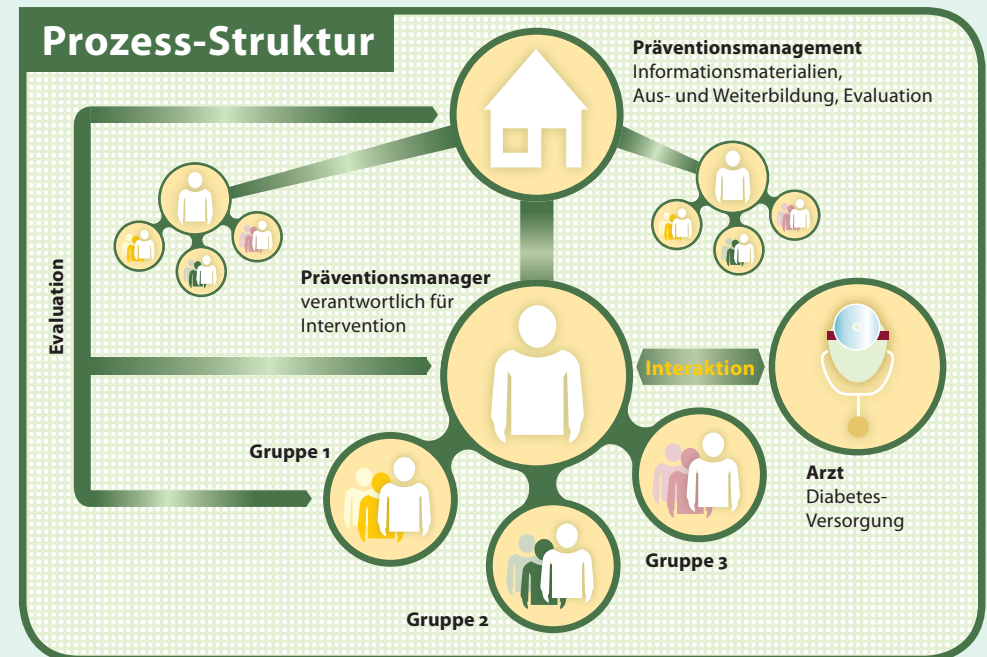 Prozess-Struktur
Präventionsmanagement
Informationsmaterialien,
Aus- und Weiterbildung, Evaluation
Evaluation
Präventionsmanager
verantwortlich für
Intervention
Interaktion
Arzt
Diabetes-
Versorgung
Gruppe 1
Gruppe 2
Gruppe 3